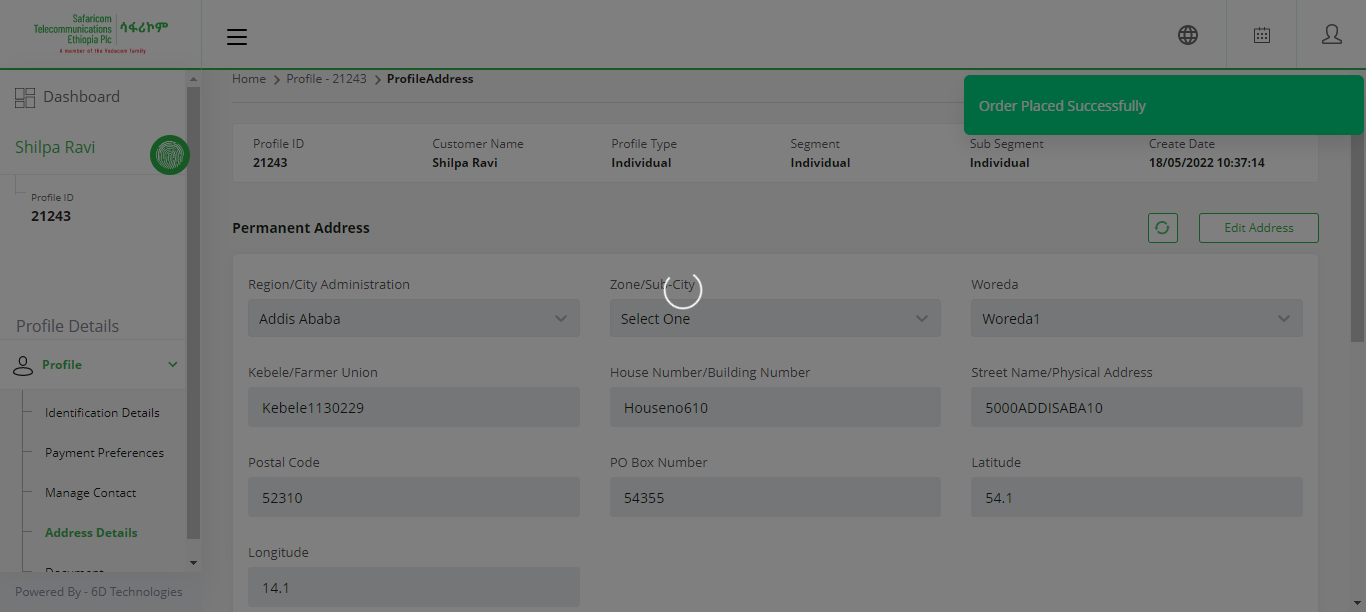 Safaricom
Telecommunications
Ethiopia Plc
ሳፋሪኮም
A member of the Vodacom family
Home > Profile - 21243 > ProfileAddress
Order Placed Successfully
Dashboard
Shilpa Ravi
Profile ID
21243
Profile ID Customer Name Profile Type Segment Sub Segment Create Date
21243 Shilpa Ravi Individual Individual Individual 18/05/2022 10:37:14
Permanent Address
Edit Address
Region/City Administration Zone/Sub-City Woreda
Addis Ababa Select One Woreda1
Kebele/Farmer Union House Number/Building Number Street Name/Physical Address
Kebele1130229 Houseno610 5000ADDISABA10
Postal Code PO Box Number Latitude
52310 54355 54.1
Longitude
14.1
Profile Details
Profile
Identification Details
Payment Preferences
Manage Contact
Address Details
Document
Powered By - 6D Technologies